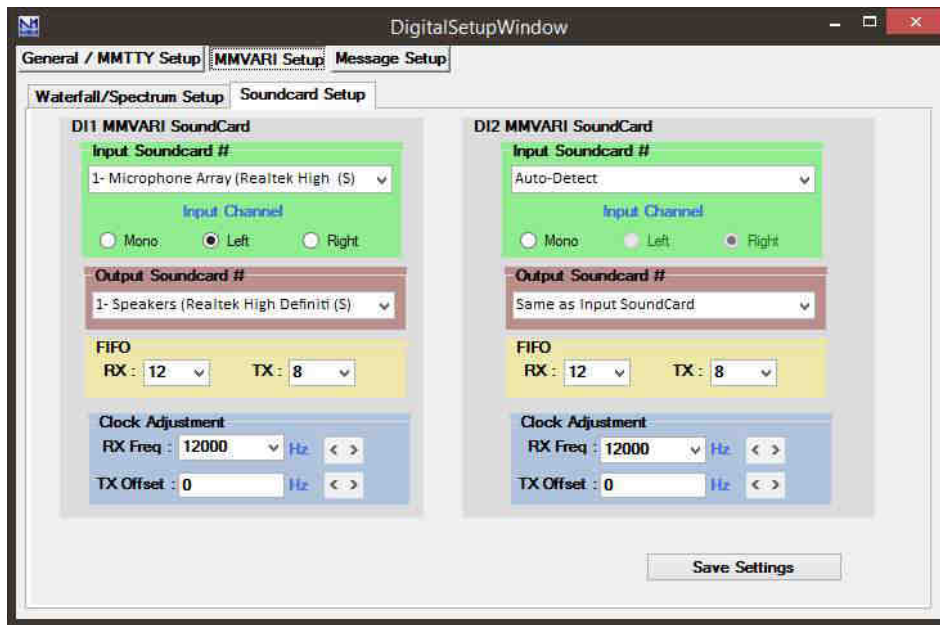 DigitalSetupWindow
General / MMTTY Setup MMVARI Setup Message Setup
Waterfall/Spectrum Setup Soundcard Setup
DI1 MMVARI SoundCard
Input Soundcard #
1- Microphone Array (Realtek High (S)
Input Channel
Mono Left Right
Output Soundcard #
1- Speakers (Realtek High Definiti (S)
FIFO
RX : 12 TX : 8
Clock Adjustment
RX Freq : 12000 Hz < >
TX Offset : 0 Hz < >
DI2 MMVARI SoundCard
Input Soundcard #
Auto-Detect
Input Channel
Mono Left Right
Output Soundcard #
Same as Input SoundCard
FIFO
RX : 12 TX : 8
Clock Adjustment
RX Freq : 12000 Hz < >
TX Offset : 0 Hz < >
Save Settings